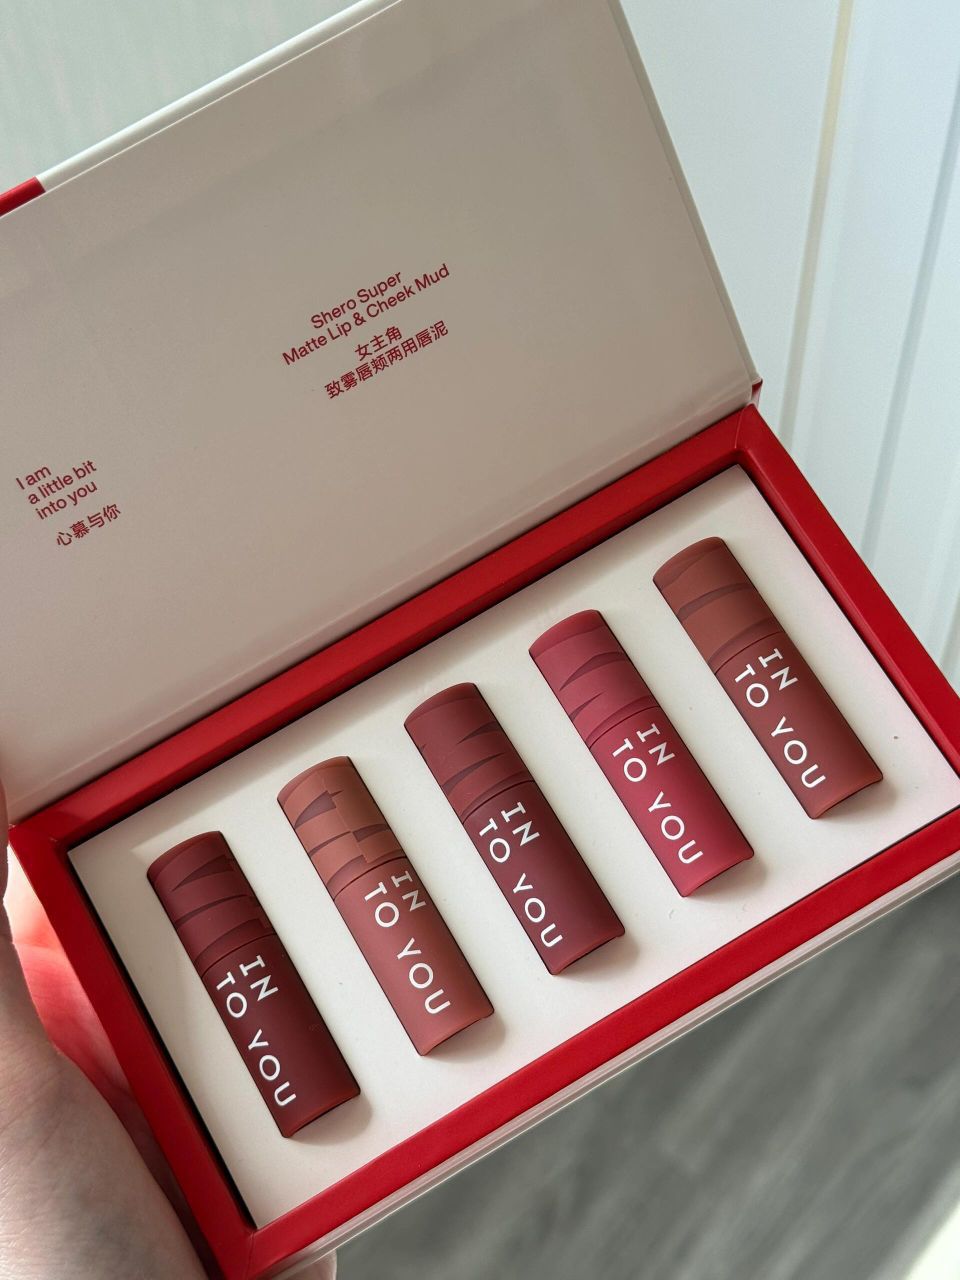 Shero Super
Matte Lip & Cheek Mud
女主角
致雾唇颊两用唇泥
I am
a little bit
into you
心慕与你
IN
TO YOU
IN
TO YOU
IN
TO YOU
IN
TO YOU
IN
TO YOU